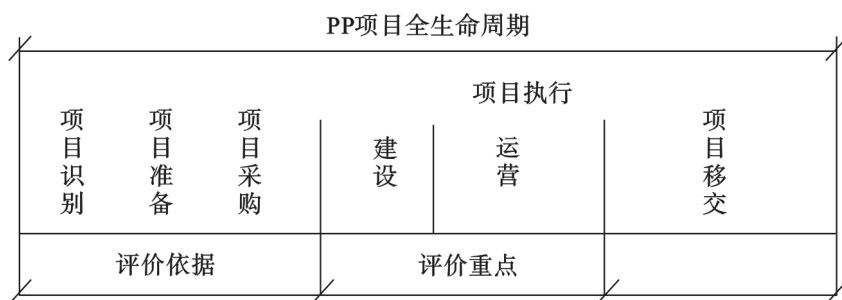 PP项目全生命周期
项目执行
项目识别
项目准备
项目采购
建设
运营
项目移交
评价依据
评价重点